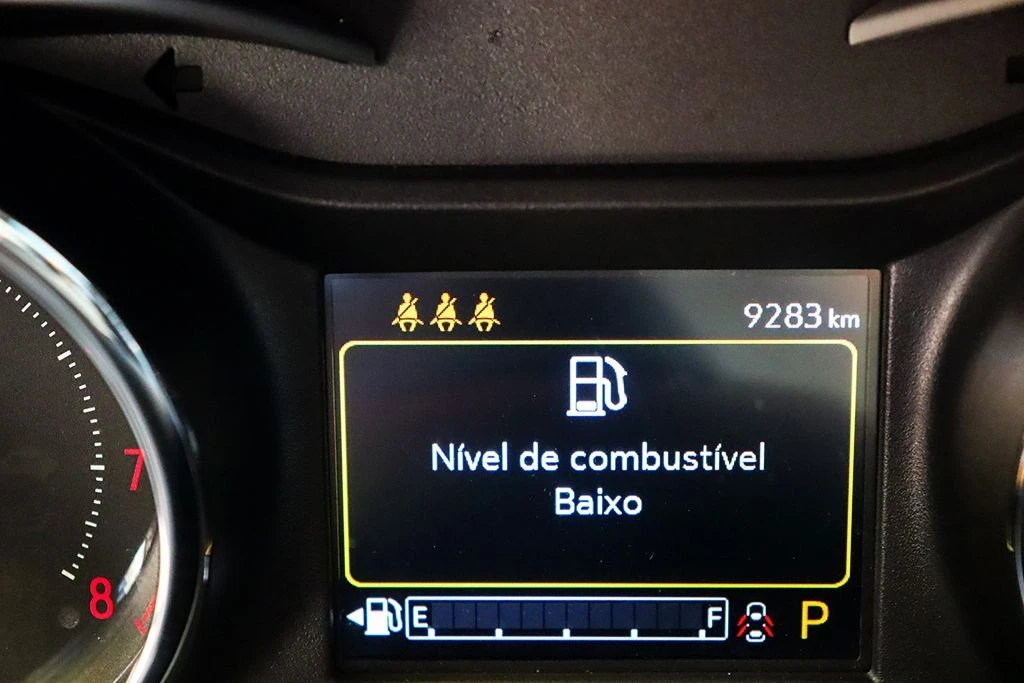 9283 km
Nível de combustível
Baixo
7
8
E F P